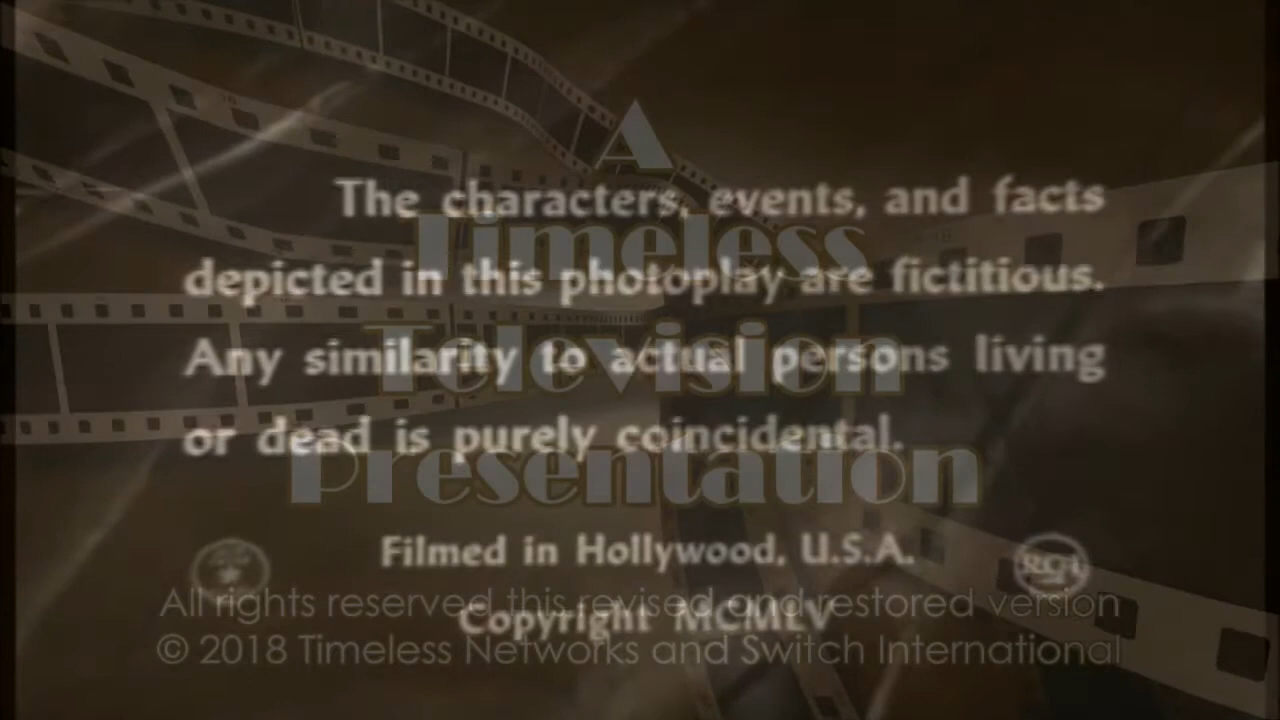 A
The characters, events, and facts
Timeless
depicted in this photoplay are fictitious.
Television
Any similarity to actual persons living
or dead is purely coincidental.
Presentation
Filmed in Hollywood, U.S.A.
RCA
All rights reserved this revised and restored version
Copyright MCMLV
© 2018 Timeless Networks and Switch International